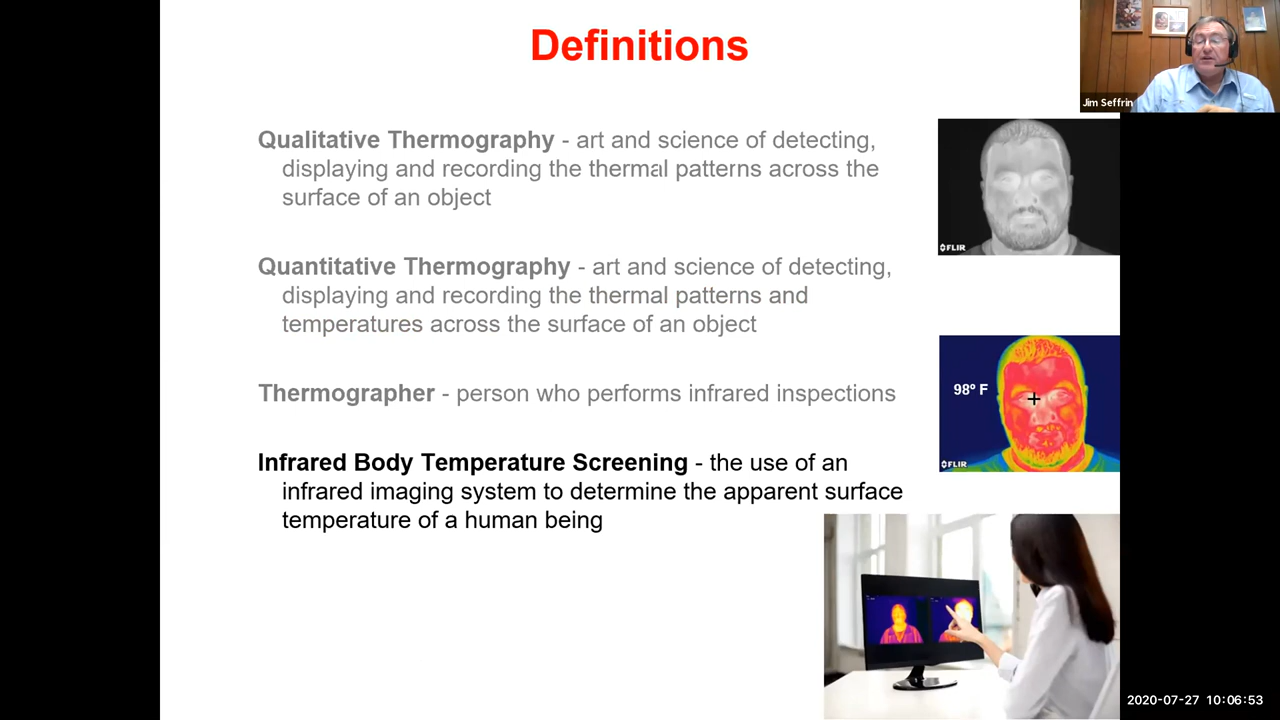 Definitions
Jim Seffrin
Qualitative Thermography - art and science of detecting,
displaying and recording the thermal patterns across the
surface of an object
FLIR
Quantitative Thermography - art and science of detecting,
displaying and recording the thermal patterns and
temperatures across the surface of an object
Thermographer - person who performs infrared inspections
98º F
FLIR
Infrared Body Temperature Screening - the use of an
infrared imaging system to determine the apparent surface
temperature of a human being
2020-07-27 10:06:53